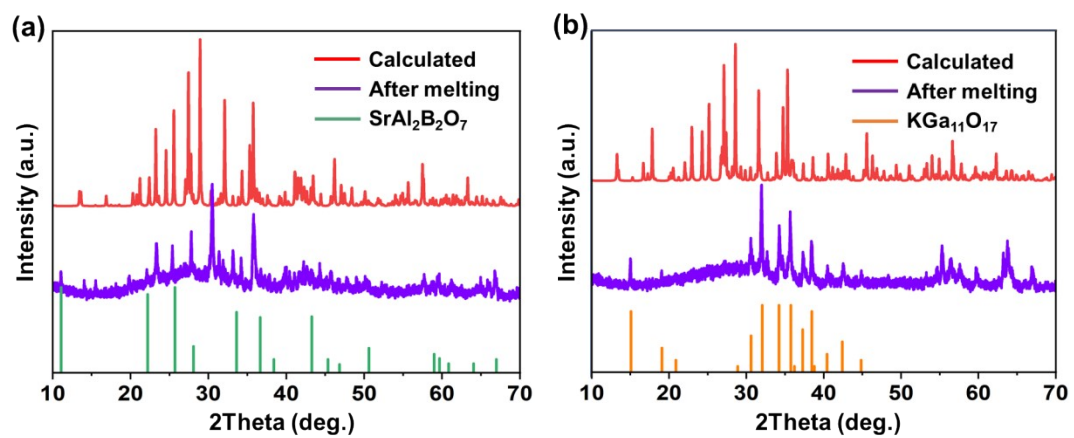 (a)
Intensity (a.u.)
Calculated
After melting
SrAl₂B₂O₇
10 20 30 40 50 60 70
2Theta (deg.)
(b)
Intensity (a.u.)
Calculated
After melting
KGa₁₁O₁₇
10 20 30 40 50 60 70
2Theta (deg.)